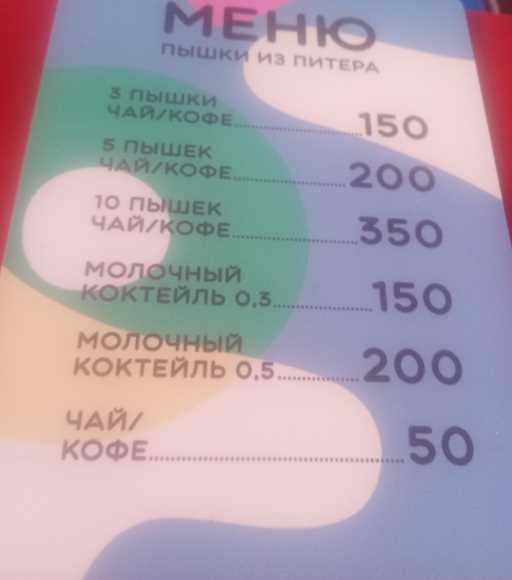 МЕНЮ
ПЫШКИ ИЗ ПИТЕРА
3 ПЫШКИ
ЧАЙ/КОФЕ....................150
5 ПЫШЕК
ЧАЙ/КОФЕ....................200
10 ПЫШЕК
ЧАЙ/КОФЕ....................350
МОЛОЧНЫЙ
КОКТЕЙЛЬ 0,3................150
МОЛОЧНЫЙ
КОКТЕЙЛЬ 0,5.............200
ЧАЙ/
КОФЕ........................................50